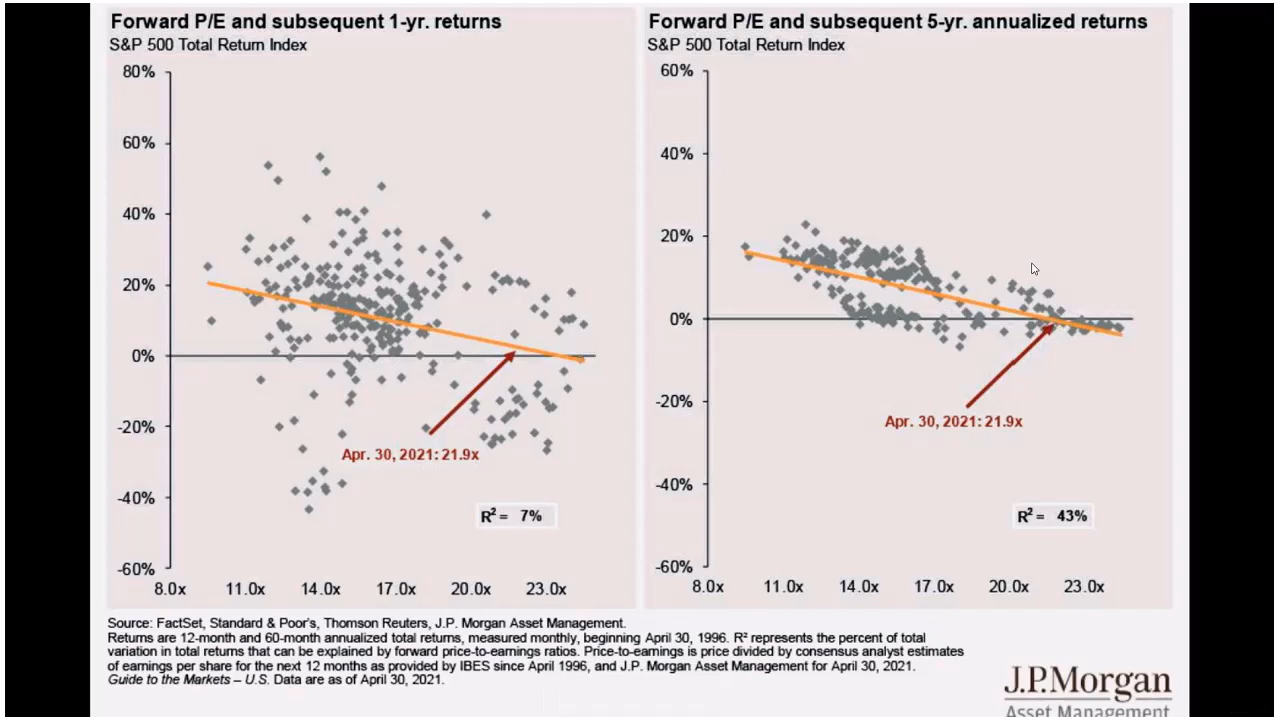 Forward P/E and subsequent 1-yr. returns
S&P 500 Total Return Index
80%
60%
40%
20%
0%
-20%
-40%
-60%
8.0x 11.0x 14.0x 17.0x 20.0x 23.0x
Apr. 30, 2021: 21.9x
R² = 7%
Forward P/E and subsequent 5-yr. annualized returns
S&P 500 Total Return Index
60%
40%
20%
0%
-20%
-40%
-60%
8.0x 11.0x 14.0x 17.0x 20.0x 23.0x
Apr. 30, 2021: 21.9x
R² = 43%
Source: FactSet, Standard & Poor's, Thomson Reuters, J.P. Morgan Asset Management.
Returns are 12-month and 60-month annualized total returns, measured monthly, beginning April 30, 1996. R² represents the percent of total
variation in total returns that can be explained by forward price-to-earnings ratios. Price-to-earnings is price divided by consensus analyst estimates
of earnings per share for the next 12 months as provided by IBES since April 1996, and J.P. Morgan Asset Management for April 30, 2021.
Guide to the Markets – U.S. Data are as of April 30, 2021.
J.P.Morgan
Asset Management